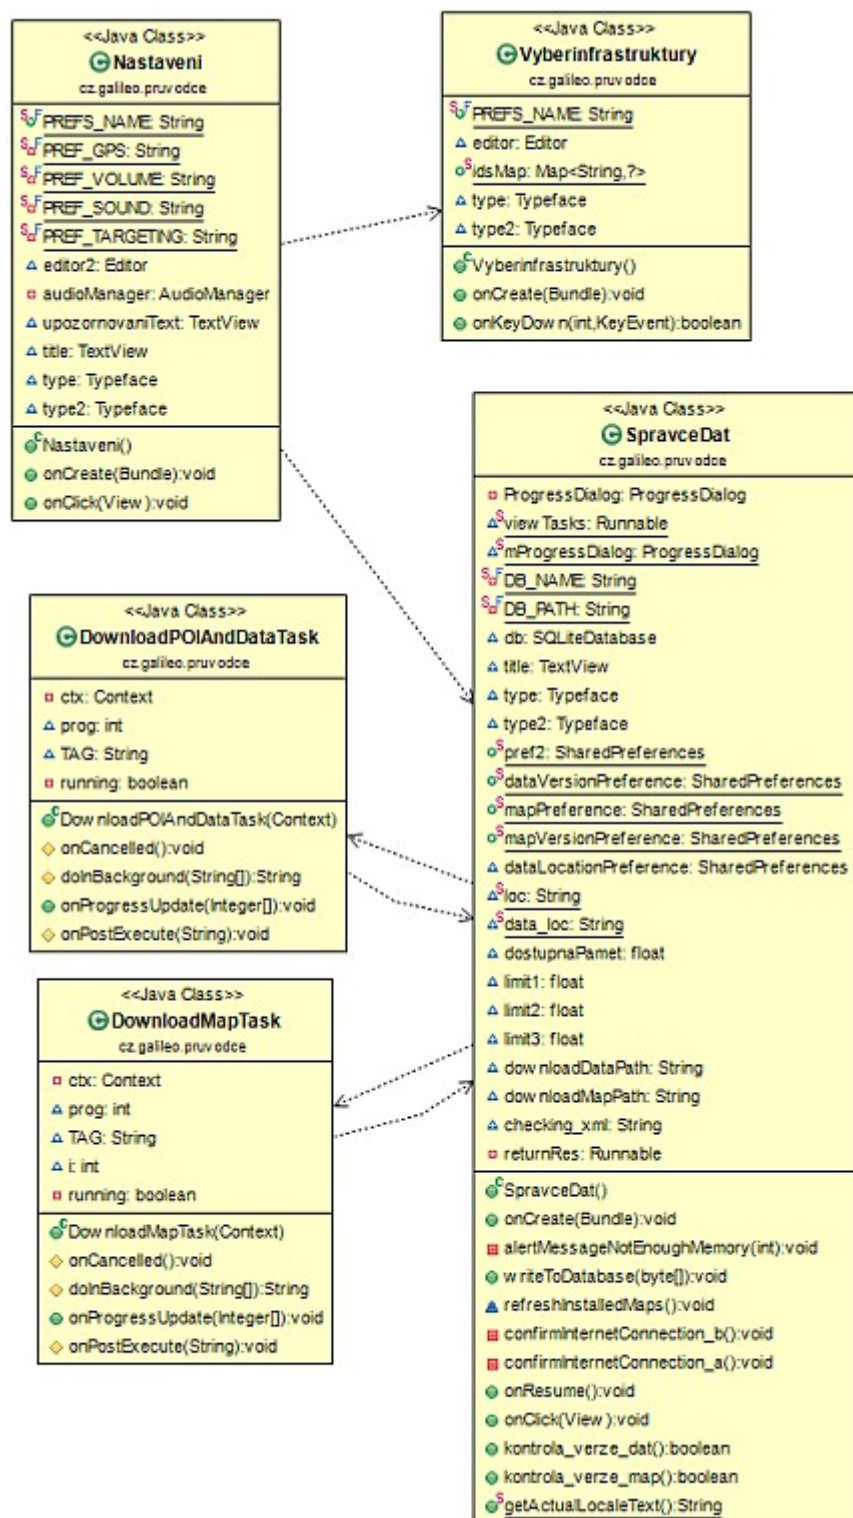 <<Java Class>>
Nastaveni
cz.galileo.pruvodce
PREFS_NAME: String
PREF_GPS: String
PREF_VOLUME: String
PREF_SOUND: String
PREF_TARGETING: String
editor2: Editor
audioManager: AudioManager
upozornovaniText: TextView
title: TextView
type: Typeface
type2: Typeface
Nastaveni()
onCreate(Bundle):void
onClick(View):void
<<Java Class>>
Vyberinfrastruktury
cz.galileo.pruvodce
PREFS_NAME: String
editor: Editor
idsMap: Map<String,?>
type: Typeface
type2: Typeface
Vyberinfrastruktury()
onCreate(Bundle):void
onKeyDown(int,KeyEvent):boolean
<<Java Class>>
DownloadPOIAndDataTask
cz.galileo.pruvodce
ctx: Context
prog: int
TAG: String
running: boolean
DownloadPOIAndDataTask(Context)
onCancelled():void
doInBackground(String[]):String
onProgressUpdate(Integer[]):void
onPostExecute(String):void
<<Java Class>>
DownloadMapTask
cz.galileo.pruvodce
ctx: Context
prog: int
TAG: String
i: int
running: boolean
DownloadMapTask(Context)
onCancelled():void
doInBackground(String[]):String
onProgressUpdate(Integer[]):void
onPostExecute(String):void
<<Java Class>>
SpravceDat
cz.galileo.pruvodce
ProgressDialog: ProgressDialog
viewTasks: Runnable
mProgressDialog: ProgressDialog
DB_NAME: String
DB_PATH: String
db: SQLiteDatabase
title: TextView
type: Typeface
type2: Typeface
pref2: SharedPreferences
dataVersionPreference: SharedPreferences
mapPreference: SharedPreferences
mapVersionPreference: SharedPreferences
dataLocationPreference: SharedPreferences
loc: String
data_loc: String
dostupnaPamet: float
limit1: float
limit2: float
limit3: float
downloadDataPath: String
downloadMapPath: String
checking_xml: String
returnRes: Runnable
SpravceDat()
onCreate(Bundle):void
alertMessageNotEnoughMemory(int):void
writeToDatabase(byte[]):void
refreshInstalledMaps():void
confirmInternetConnection_b():void
confirmInternetConnection_a():void
onResume():void
onClick(View):void
kontrola_verze_dat():boolean
kontrola_verze_map():boolean
getActualLocaleText():String